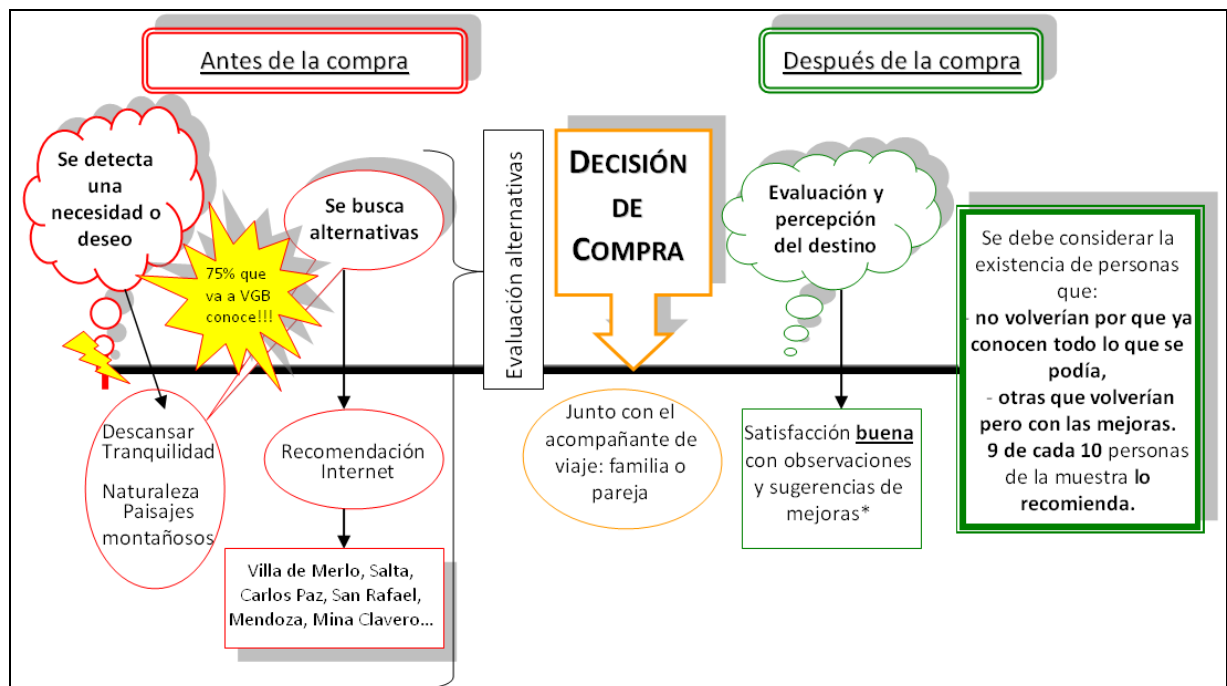 Antes de la compra
Después de la compra
Se detecta
una
necesidad o
deseo
75% que
va a VGB
conoce!!!
Se busca
alternativas
Evaluación alternativas
DECISIÓN
DE
COMPRA
Evaluación y
percepción
del destino
Se debe considerar la
existencia de personas
que:
- no volverían por que ya
conocen todo lo que se
podía,
- otras que volverían
pero con las mejoras.
9 de cada 10 personas
de la muestra lo
recomienda.
Descansar
Tranquilidad
Naturaleza
Paisajes
montañosos
Recomendación
Internet
Villa de Merlo, Salta,
Carlos Paz, San Rafael,
Mendoza, Mina Clavero...
Junto con el
acompañante de
viaje: familia o
pareja
Satisfacción buena
con observaciones
y sugerencias de
mejoras*